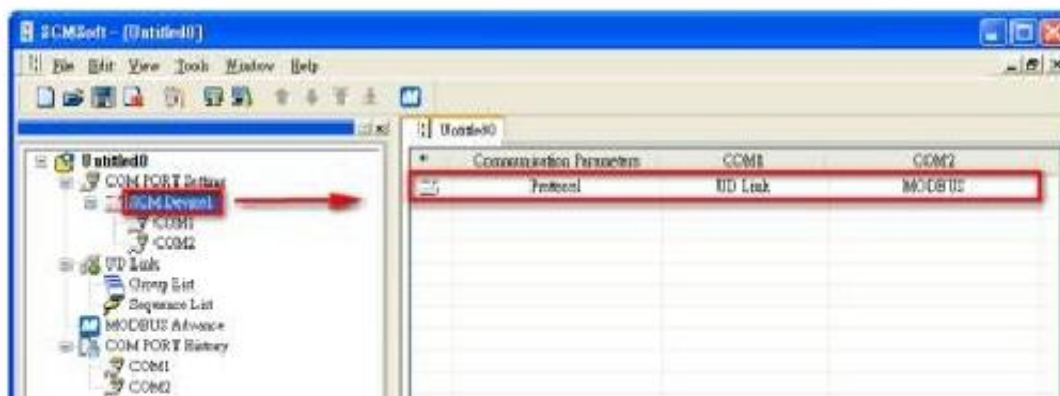 SCMSoft - [Untitled0]
File Edit View Tools Window Help
Untitled0
Untitled0
COM PORT Setting
SCM Device1
COM1
COM2
UD Link
Group List
Sequence List
MODBUS Advance
COM PORT History
COM1
COM2
* Communication Parameters COM1 COM2
Protocol UD Link MODBUS